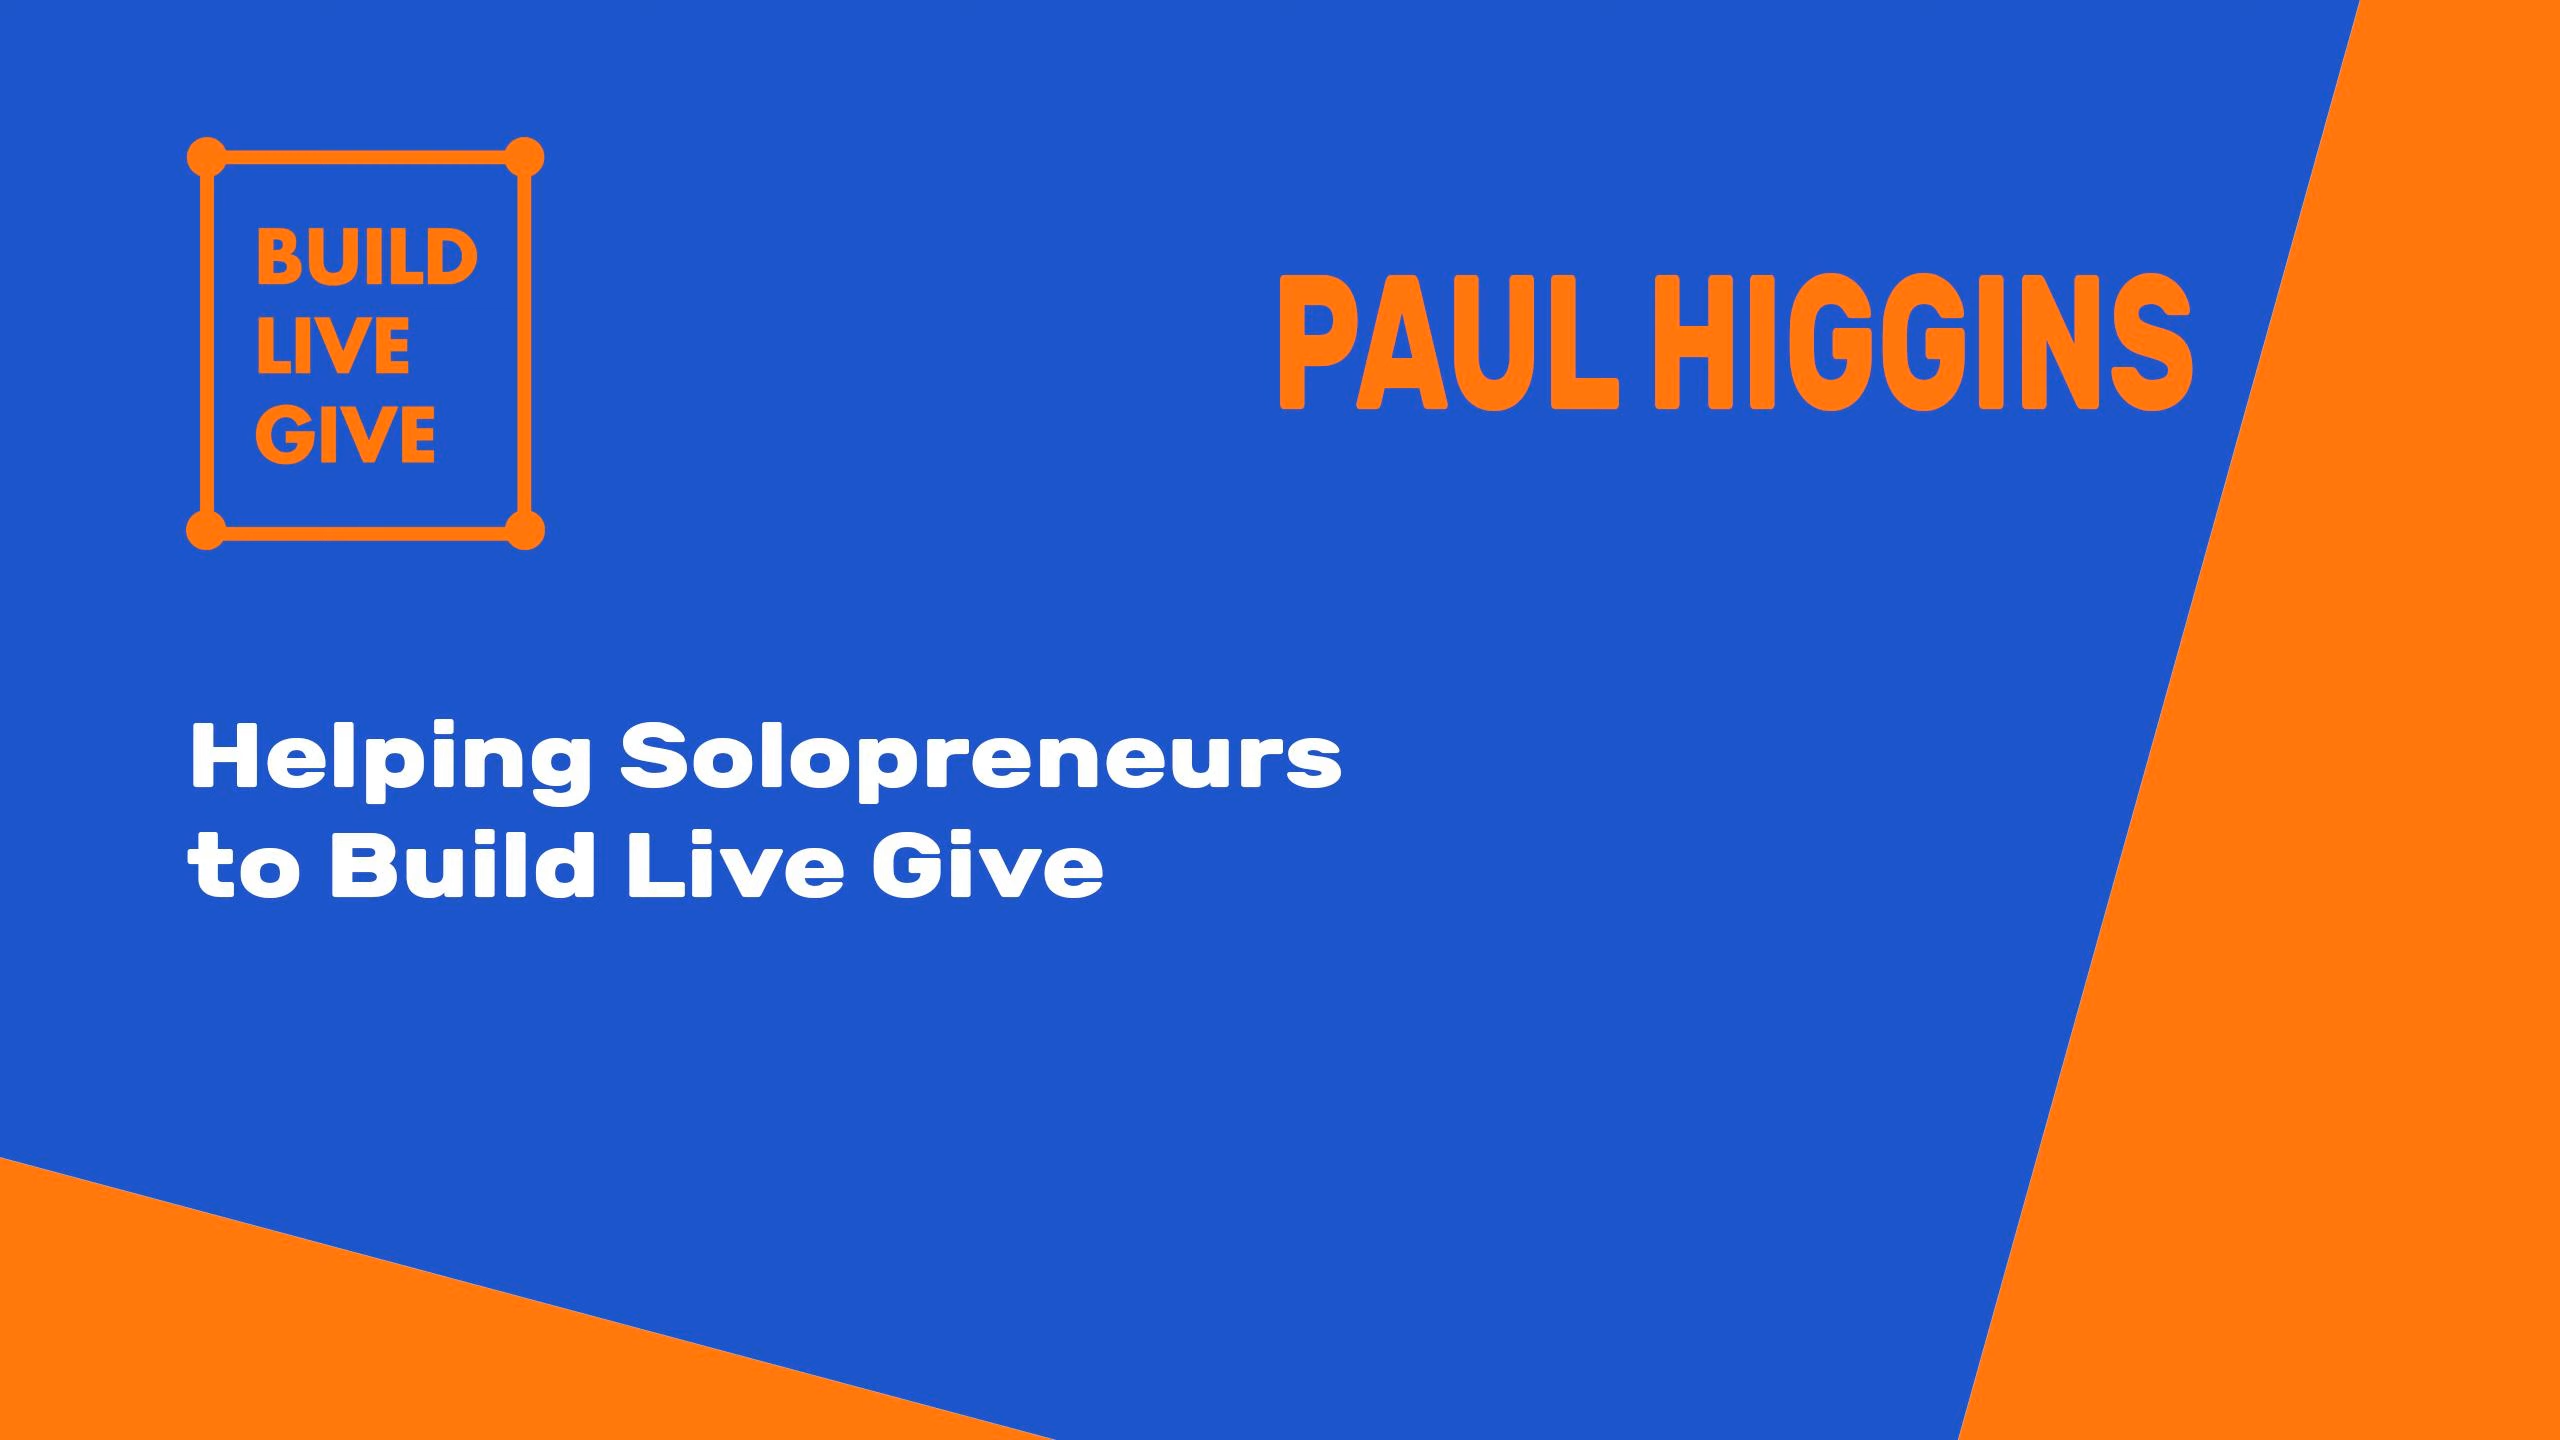 BUILD
LIVE
GIVE
PAUL HIGGINS
Helping Solopreneurs
to Build Live Give